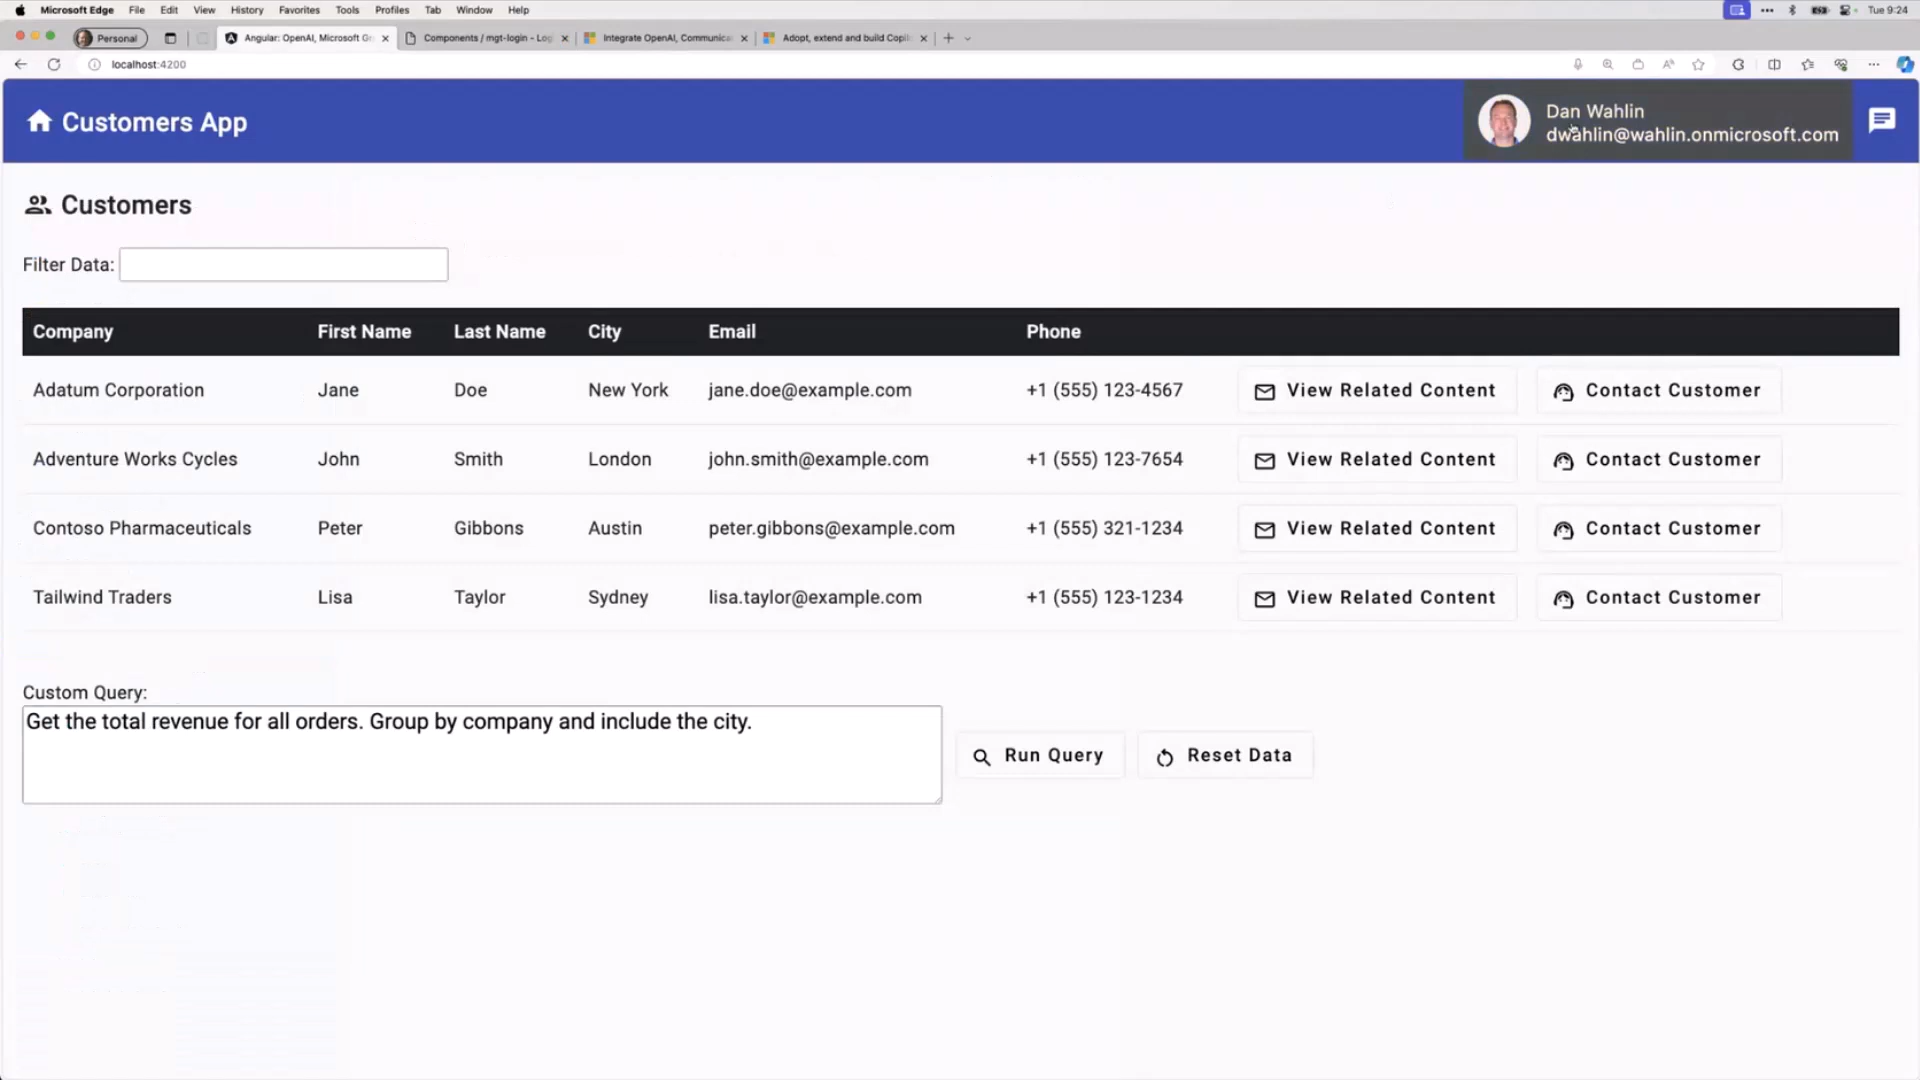 Microsoft Edge File Edit View History Favorites Tools Profiles Tab Window Help Tue 9:24
Personal Angular: OpenAI, Microsoft Gr Components / mgt-login - Log Integrate OpenAI, Communica Adopt, extend and build Copil
localhost:4200
Customers App
Dan Wahlin
dwahlin@wahlin.onmicrosoft.com
Customers
Filter Data:
Company First Name Last Name City Email Phone
Adatum Corporation Jane Doe New York jane.doe@example.com +1 (555) 123-4567 View Related Content Contact Customer
Adventure Works Cycles John Smith London john.smith@example.com +1 (555) 123-7654 View Related Content Contact Customer
Contoso Pharmaceuticals Peter Gibbons Austin peter.gibbons@example.com +1 (555) 321-1234 View Related Content Contact Customer
Tailwind Traders Lisa Taylor Sydney lisa.taylor@example.com +1 (555) 123-1234 View Related Content Contact Customer
Custom Query:
Get the total revenue for all orders. Group by company and include the city.
Run Query Reset Data